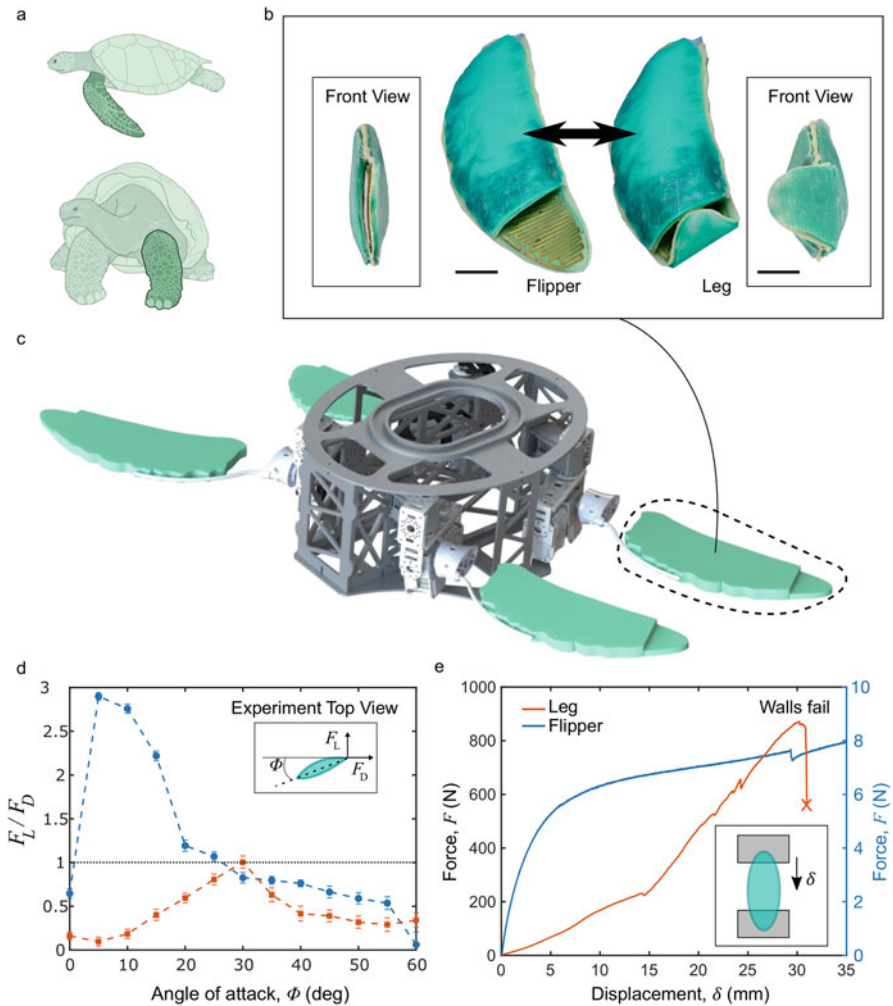 a
b
Front View
Front View
Flipper
Leg
c
d
Experiment Top View
F_L
Φ
F_D
F_L / F_D
3
2.5
2
1.5
1
0.5
0
0
10
20
30
40
50
60
Angle of attack, Φ (deg)
e
Leg
Flipper
Walls fail
δ
Force, F (N)
1000
800
600
400
200
0
10
8
6
4
2
0
Force, F (N)
0
5
10
15
20
25
30
35
Displacement, δ (mm)